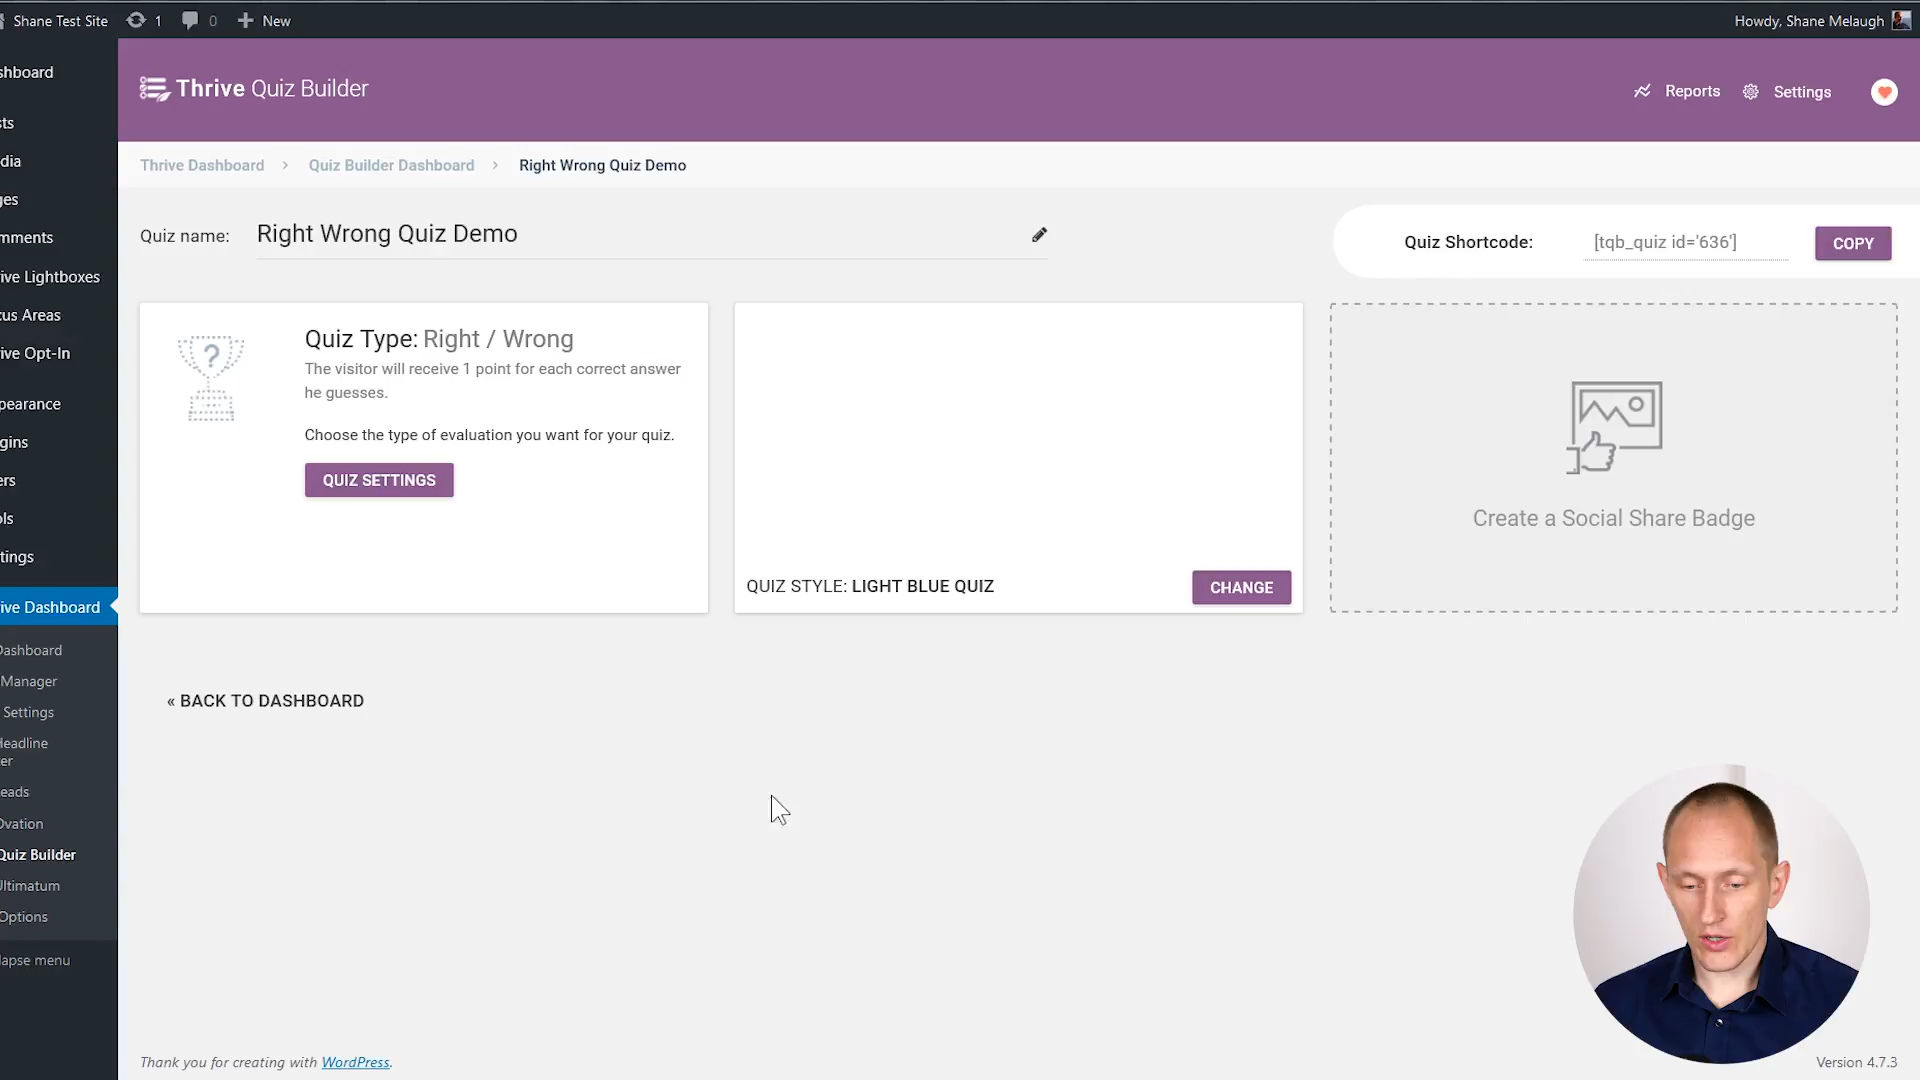 Shane Test Site 1 0 New Howdy, Shane Melaugh
shboard
sts
dia
ges
mments
ive Lightboxes
cus Areas
ive Opt-In
pearance
gins
ers
ols
tings
ive Dashboard
Dashboard
Manager
Settings
Headline
er
eads
Ovation
Quiz Builder
Ultimatum
Options
lapse menu
Thrive Quiz Builder
Reports Settings
Thrive Dashboard > Quiz Builder Dashboard > Right Wrong Quiz Demo
Quiz name: Right Wrong Quiz Demo
Quiz Shortcode: [tqb_quiz id='636'] COPY
?
Quiz Type: Right / Wrong
The visitor will receive 1 point for each correct answer
he guesses.
Choose the type of evaluation you want for your quiz.
QUIZ SETTINGS
QUIZ STYLE: LIGHT BLUE QUIZ CHANGE
Create a Social Share Badge
« BACK TO DASHBOARD
Thank you for creating with WordPress.
Version 4.7.3